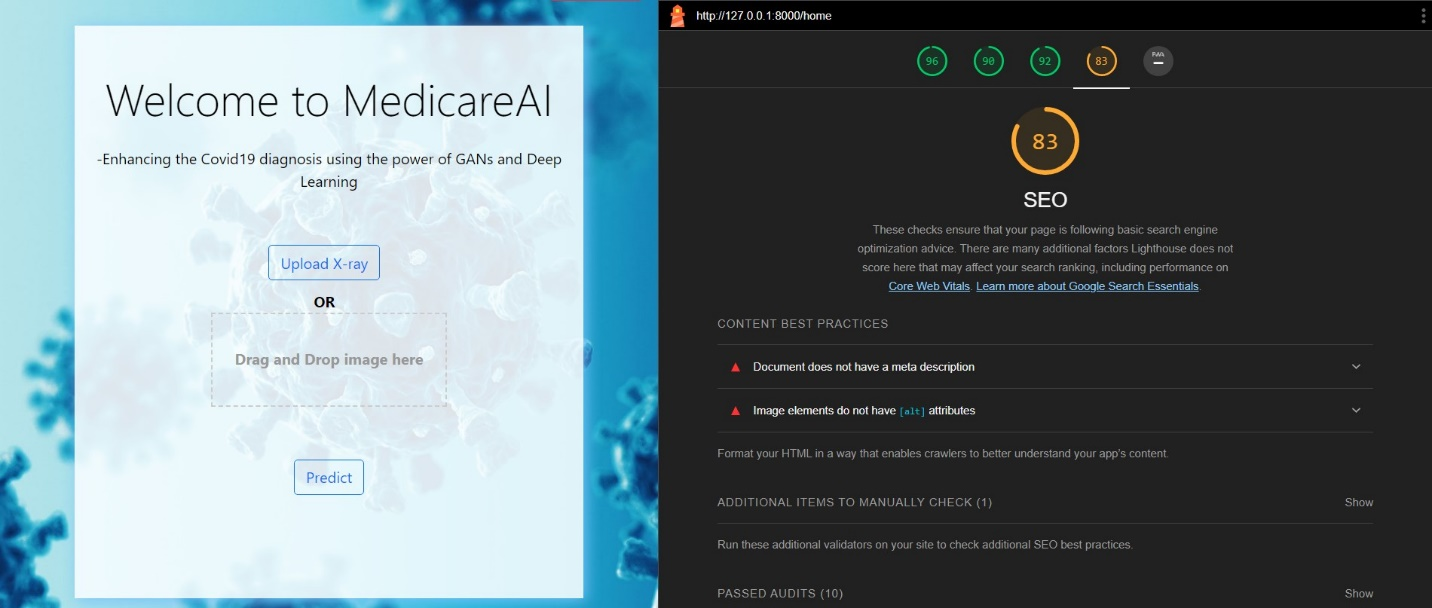 Welcome to MedicareAI
-Enhancing the Covid19 diagnosis using the power of GANs and Deep
Learning
Upload X-ray
OR
Drag and Drop image here
Predict
http://127.0.0.1:8000/home
96 90 92 83 PWA
83
SEO
These checks ensure that your page is following basic search engine
optimization advice. There are many additional factors Lighthouse does not
score here that may affect your search ranking, including performance on
Core Web Vitals. Learn more about Google Search Essentials.
CONTENT BEST PRACTICES
Document does not have a meta description
Image elements do not have [alt] attributes
Format your HTML in a way that enables crawlers to better understand your app's content.
ADDITIONAL ITEMS TO MANUALLY CHECK (1) Show
Run these additional validators on your site to check additional SEO best practices.
PASSED AUDITS (10) Show